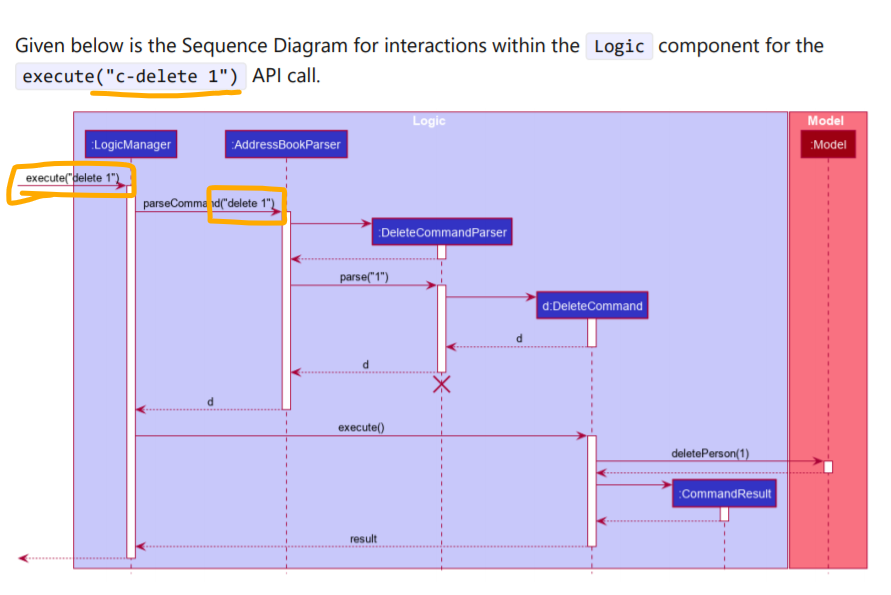 Given below is the Sequence Diagram for interactions within the Logic component for the
execute("c-delete 1") API call.
Logic
Model
:LogicManager
:AddressBookParser
:Model
execute("delete 1")
parseCommand("delete 1")
:DeleteCommandParser
parse("1")
d:DeleteCommand
d
d
d
execute()
deletePerson(1)
:CommandResult
result